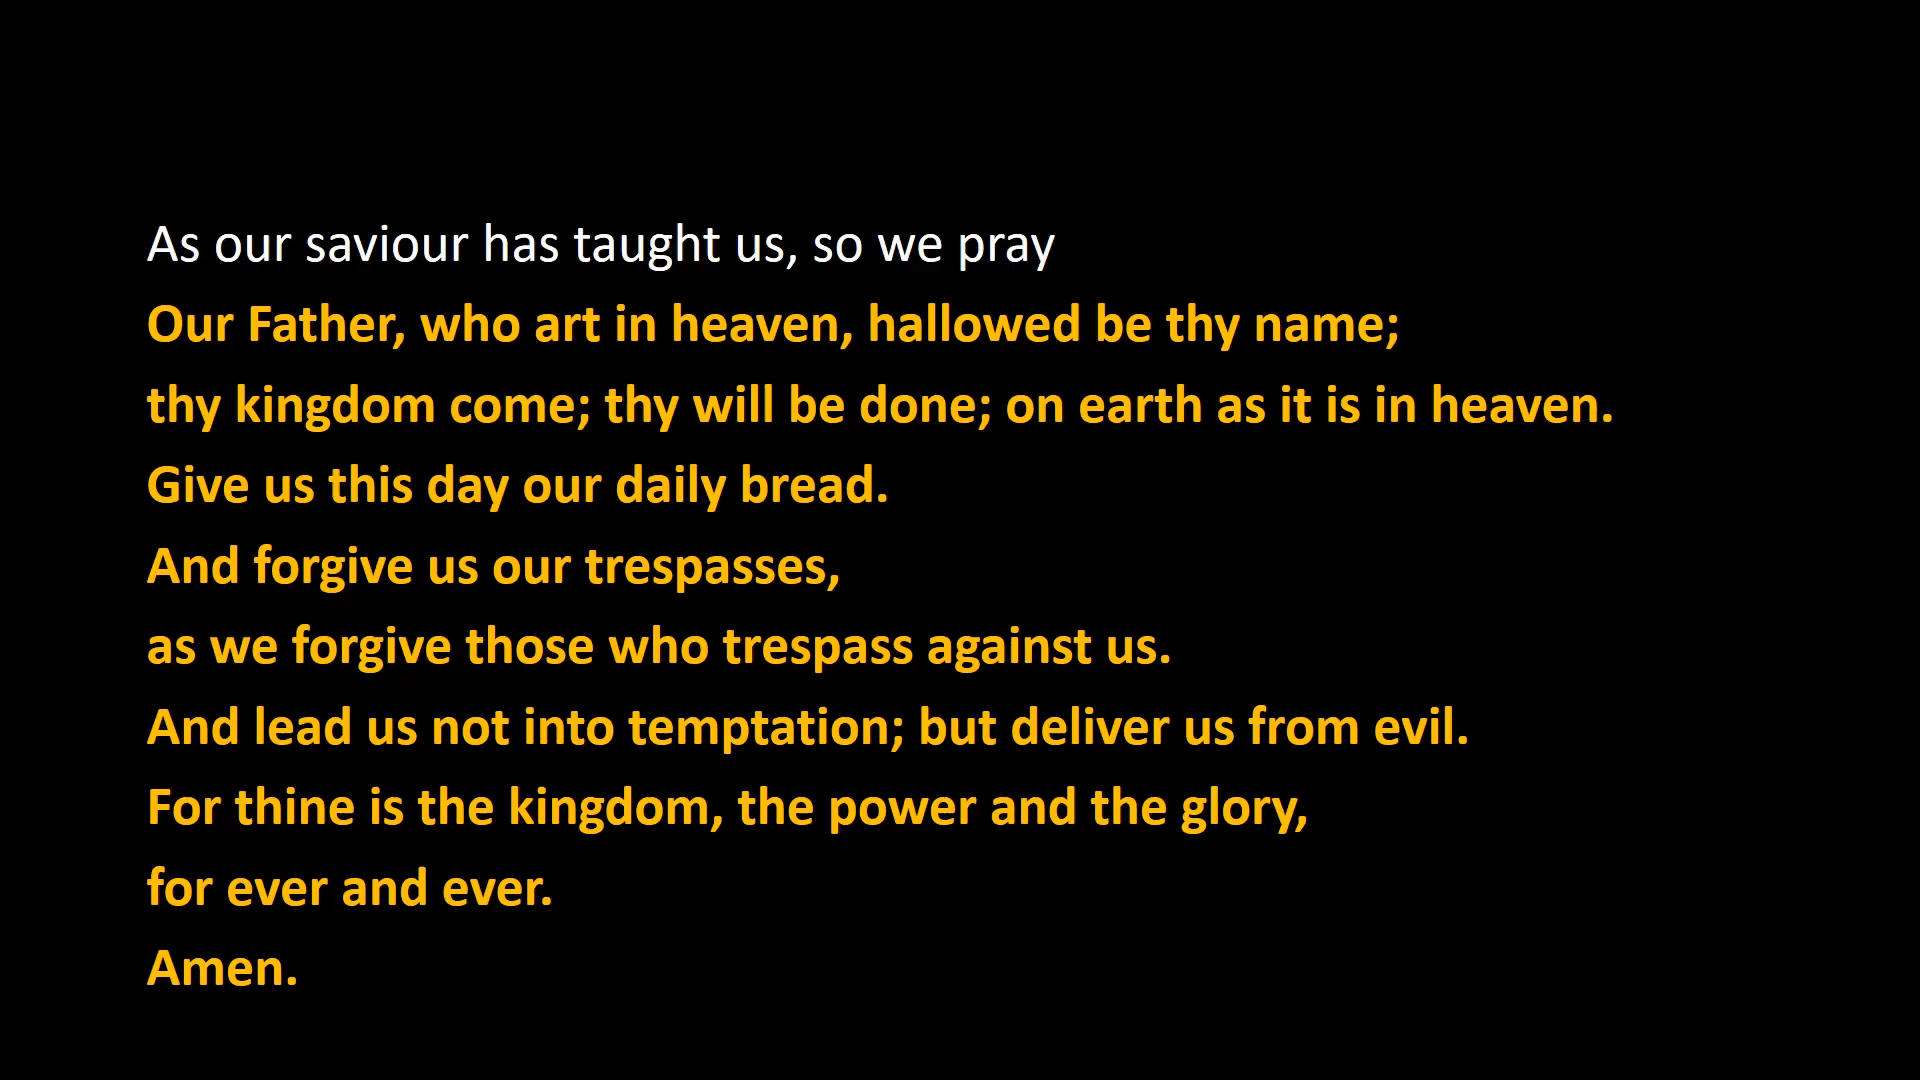 As our saviour has taught us, so we pray
Our Father, who art in heaven, hallowed be thy name;
thy kingdom come; thy will be done; on earth as it is in heaven.
Give us this day our daily bread.
And forgive us our trespasses,
as we forgive those who trespass against us.
And lead us not into temptation; but deliver us from evil.
For thine is the kingdom, the power and the glory,
for ever and ever.
Amen.